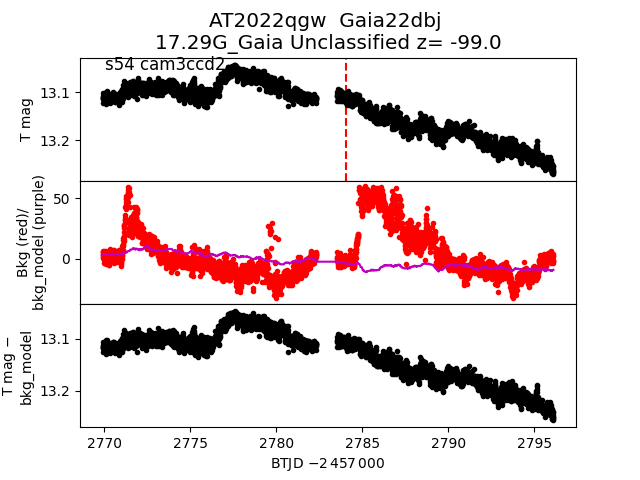 AT2022qgw  Gaia22dbj
17.29G_Gaia Unclassified z= -99.0
s54 cam3ccd2
T mag
13.1
13.2
Bkg (red)/
bkg_model (purple)
50
0
T mag −
bkg_model
13.1
13.2
2770 2775 2780 2785 2790 2795
BTJD −2 457 000